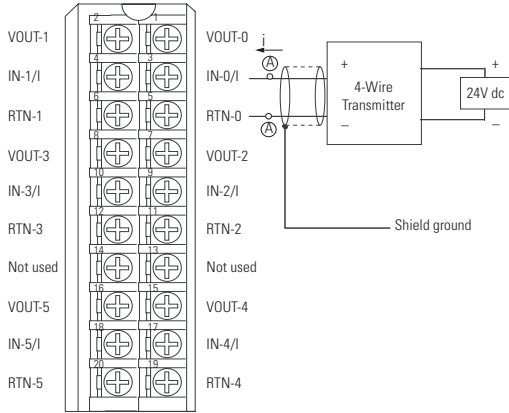 2 1
VOUT-1 VOUT-0 i
4 3 A
IN-1/I IN-0/I + 4-Wire Transmitter + 24V dc
6 5
RTN-1 RTN-0 – –
A
8 7
VOUT-3 VOUT-2
10 9
IN-3/I IN-2/I
12 11
RTN-3 RTN-2 Shield ground
14 13
Not used Not used
16 15
VOUT-5 VOUT-4
18 17
IN-5/I IN-4/I
20 19
RTN-5 RTN-4